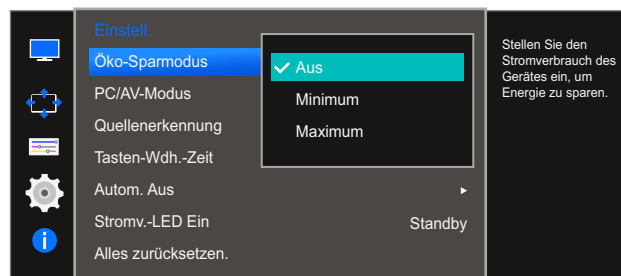 Einstell.
Öko-Sparmodus
Aus
PC/AV-Modus
Minimum
Quellenerkennung
Maximum
Tasten-Wdh.-Zeit
Autom. Aus
Stromv.-LED Ein Standby
Alles zurücksetzen.
Stellen Sie den
Stromverbrauch des
Gerätes ein, um
Energie zu sparen.